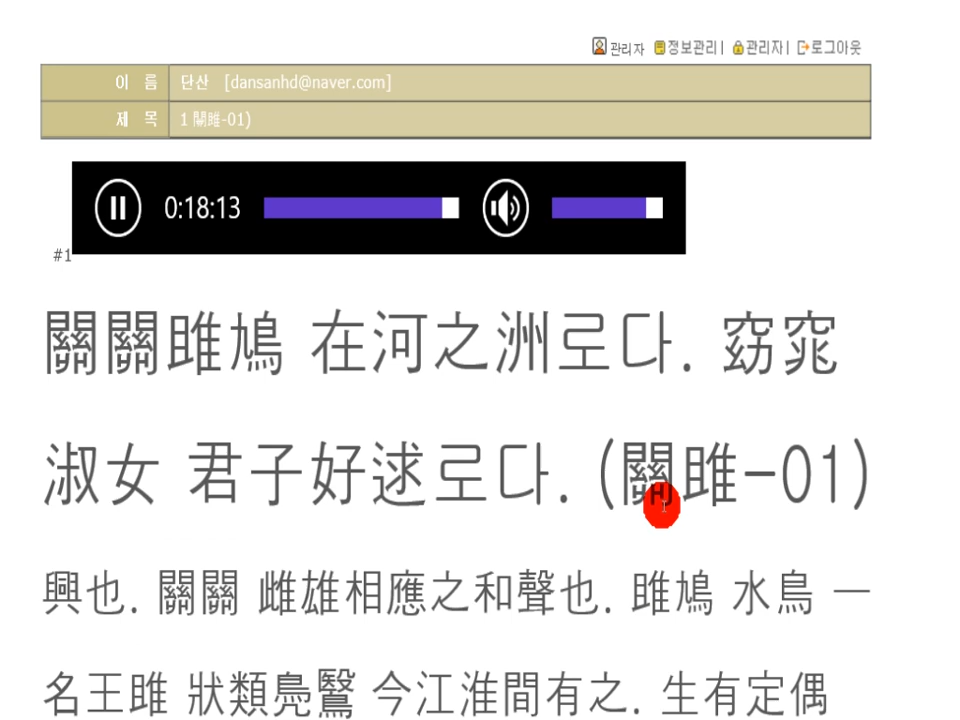 관리자 정보관리| 관리자| 로그아웃
이 름 단산 [dansanhd@naver.com]
제 목 1 關雎-01)
0:18:13
#1
關關雎鳩 在河之洲로다. 窈窕
淑女 君子好逑로다. (關雎-01)
興也. 關關 雌雄相應之和聲也. 雎鳩 水鳥 一
名王雎 狀類鳧鷖 今江淮間有之. 生有定偶